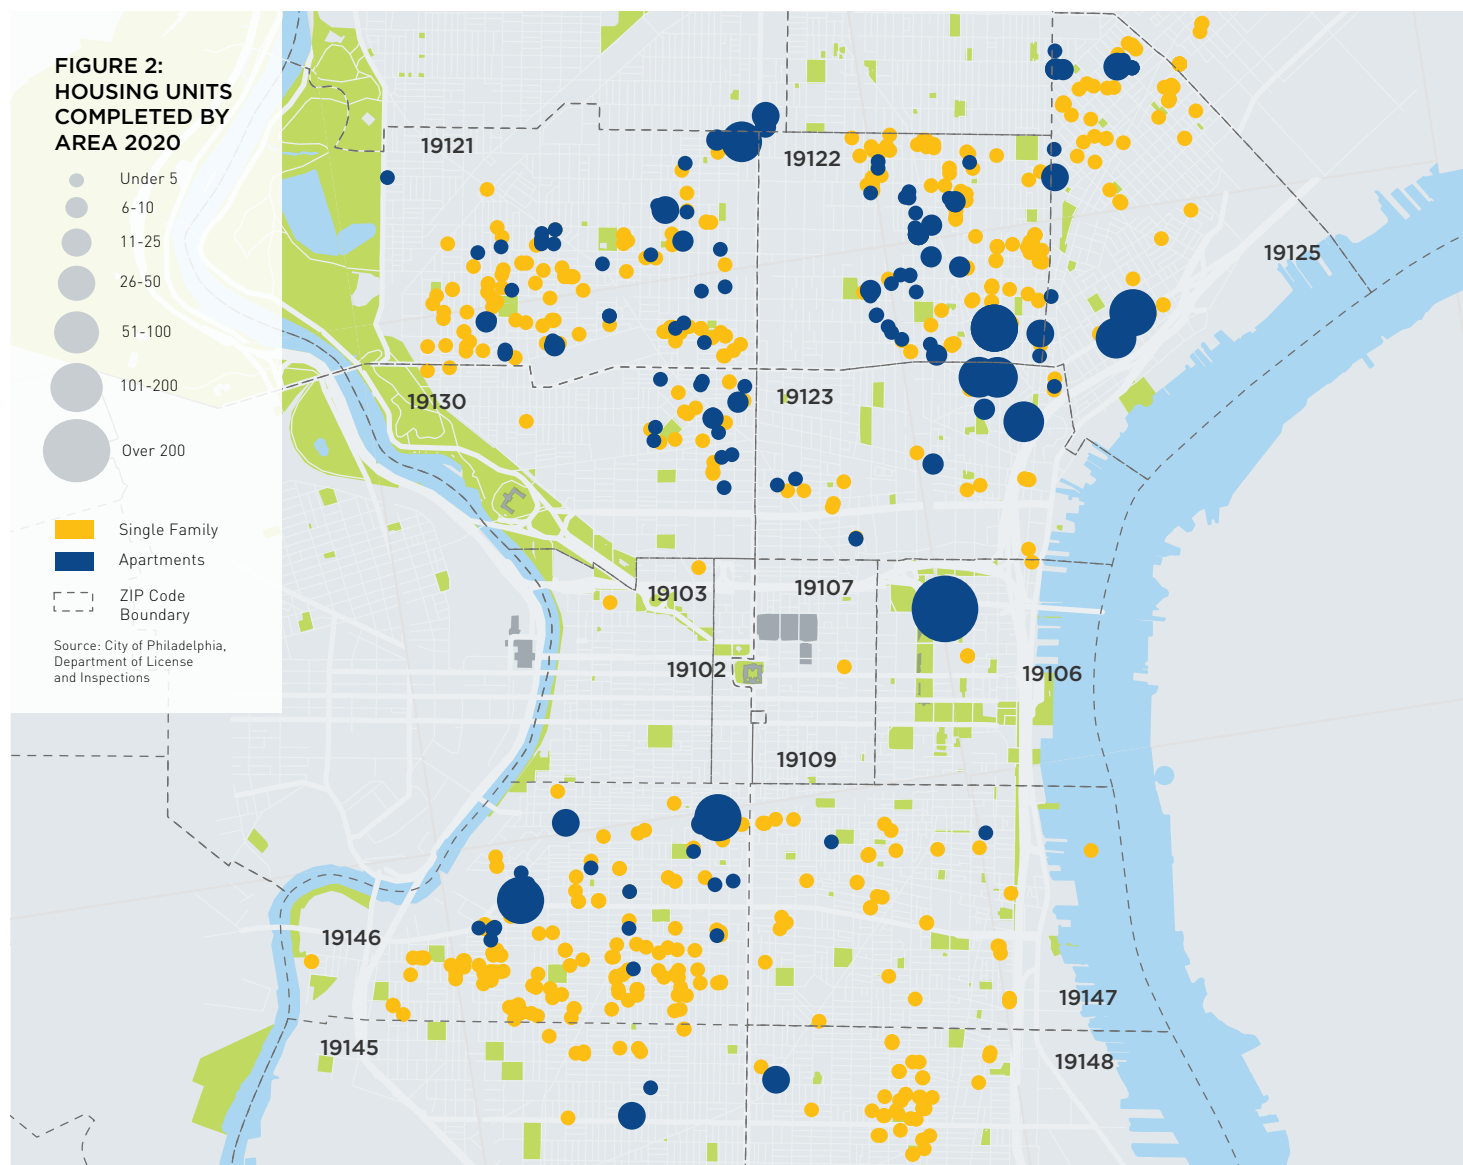 FIGURE 2:
HOUSING UNITS
COMPLETED BY
AREA 2020
Under 5
6-10
11-25
26-50
51-100
101-200
Over 200
Single Family
Apartments
ZIP Code
Boundary
Source: City of Philadelphia,
Department of License
and Inspections
19121
19122
19125
19130
19123
19103
19107
19102
19106
19109
19146
19147
19145
19148